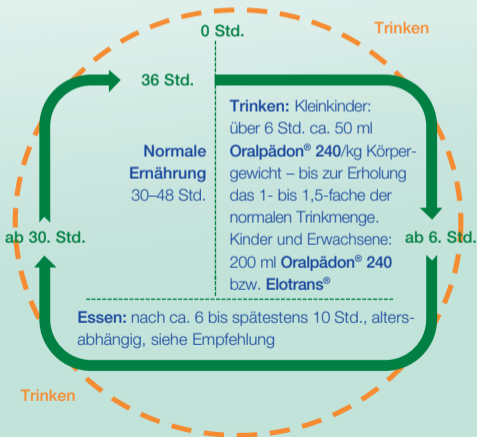 0 Std.
Trinken
36 Std.
Trinken: Kleinkinder:
über 6 Std. ca. 50 ml
Oralpädon® 240/kg Körper-
gewicht – bis zur Erholung
das 1- bis 1,5-fache der
normalen Trinkmenge.
Kinder und Erwachsene:
200 ml Oralpädon® 240
bzw. Elotrans®
Normale
Ernährung
30–48 Std.
ab 30. Std.
ab 6. Std.
Essen: nach ca. 6 bis spätestens 10 Std., alters-
abhängig, siehe Empfehlung
Trinken